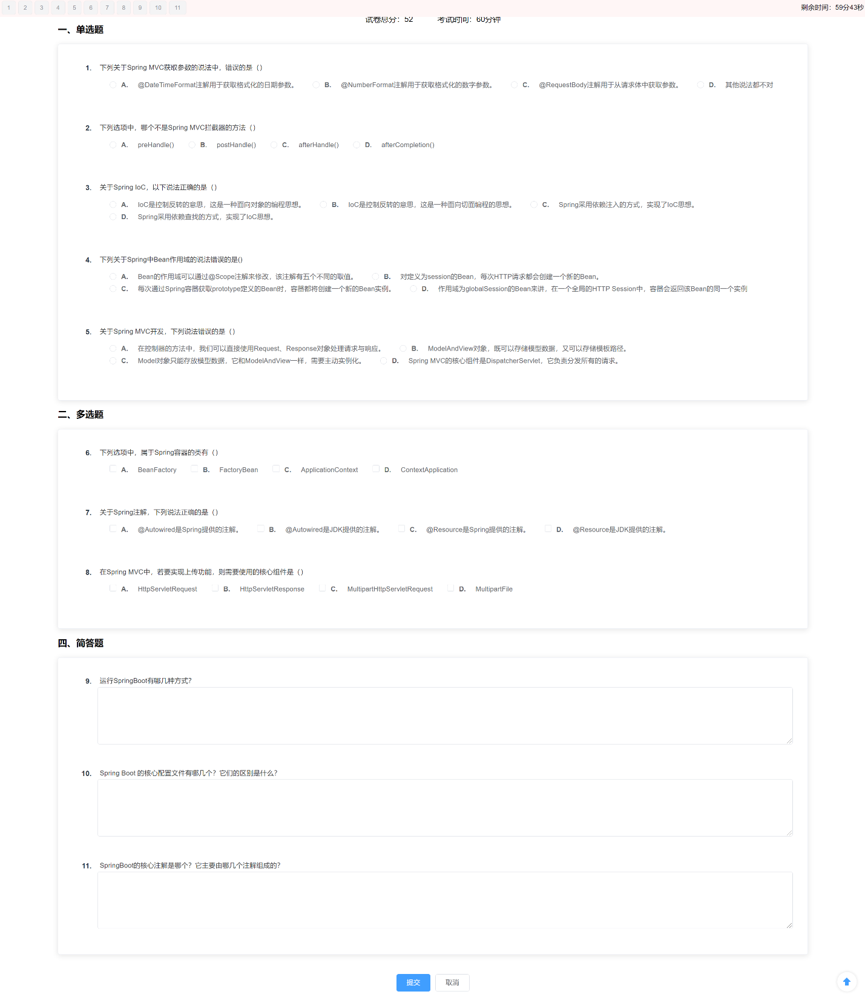 1 2 3 4 5 6 7 8 9 10 11 剩余时间：59分43秒
试卷总分：52 考试时间：60分钟
一、单选题
1. 下列关于Spring MVC获取参数的说法中，错误的是（）
A. @DateTimeFormat注解用于获取格式化的日期参数。 B. @NumberFormat注解用于获取格式化的数字参数。 C. @RequestBody注解用于从请求体中获取参数。 D. 其他说法都不对
2. 下列选项中，哪个不是Spring MVC拦截器的方法（）
A. preHandle() B. postHandle() C. afterHandle() D. afterCompletion()
3. 关于Spring IoC，以下说法正确的是（）
A. IoC是控制反转的意思，这是一种面向对象的编程思想。 B. IoC是控制反转的意思，这是一种面向切面编程的思想。 C. Spring采用依赖注入的方式，实现了IoC思想。
D. Spring采用依赖查找的方式，实现了IoC思想。
4. 下列关于Spring中Bean作用域的说法错误的是()
A. Bean的作用域可以通过@Scope注解来修改，该注解有五个不同的取值。 B. 对定义为session的Bean，每次HTTP请求都会创建一个新的Bean。
C. 每次通过Spring容器获取prototype定义的Bean时，容器都将创建一个新的Bean实例。 D. 作用域为globalSession的Bean来讲，在一个全局的HTTP Session中，容器会返回该Bean的同一个实例
5. 关于Spring MVC开发，下列说法错误的是（）
A. 在控制器的方法中，我们可以直接使用Request、Response对象处理请求与响应。 B. ModelAndView对象，既可以存储模型数据，又可以存储模板路径。
C. Model对象只能存放模型数据，它和ModelAndView一样，需要主动实例化。 D. Spring MVC的核心组件是DispatcherServlet，它负责分发所有的请求。
二、多选题
6. 下列选项中，属于Spring容器的类有（）
A. BeanFactory B. FactoryBean C. ApplicationContext D. ContextApplication
7. 关于Spring注解，下列说法正确的是（）
A. @Autowired是Spring提供的注解。 B. @Autowired是JDK提供的注解。 C. @Resource是Spring提供的注解。 D. @Resource是JDK提供的注解。
8. 在Spring MVC中，若要实现上传功能，则需要使用的核心组件是（）
A. HttpServletRequest B. HttpServletResponse C. MultipartHttpServletRequest D. MultipartFile
四、简答题
9. 运行SpringBoot有哪几种方式？
10. Spring Boot 的核心配置文件有哪几个？它们的区别是什么？
11. SpringBoot的核心注解是哪个？它主要由哪几个注解组成的？
提交 取消